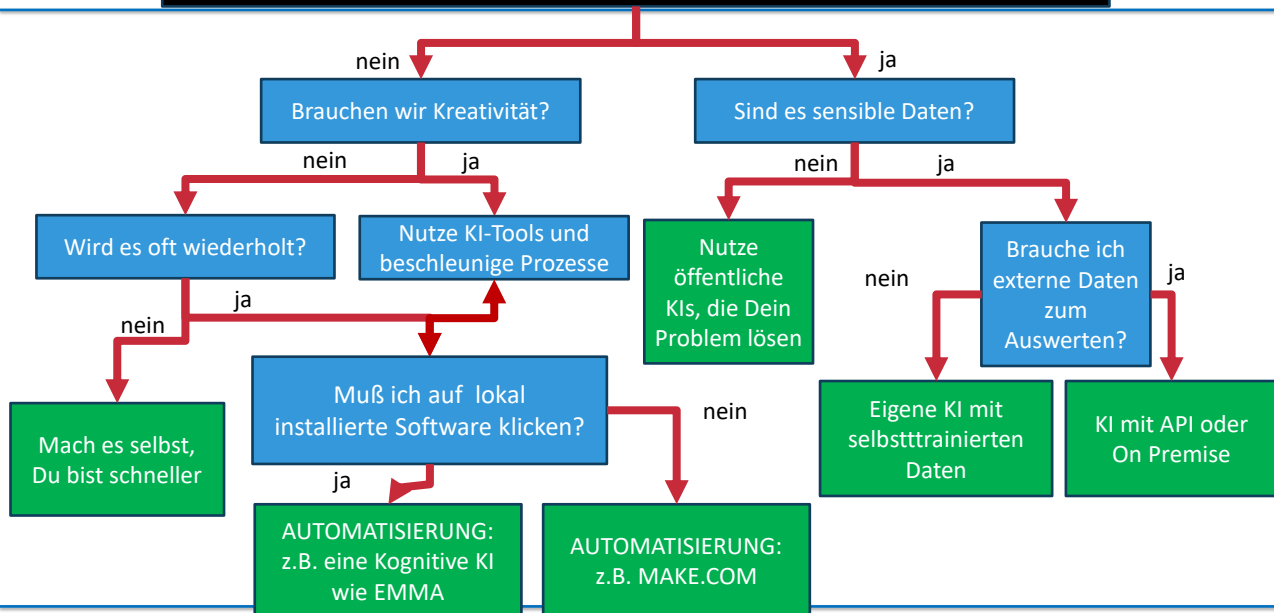 nein
ja
Brauchen wir Kreativität?
Sind es sensible Daten?
nein
ja
nein
ja
Wird es oft wiederholt?
Nutze KI-Tools und
beschleunige Prozesse
Nutze
öffentliche
KIs, die Dein
Problem lösen
Brauche ich
externe Daten
zum
Auswerten?
nein
ja
ja
nein
Muß ich auf lokal
installierte Software klicken?
nein
ja
Mach es selbst,
Du bist schneller
Eigene KI mit
selbsttrainierten
Daten
KI mit API oder
On Premise
AUTOMATISIERUNG:
z.B. eine Kognitive KI
wie EMMA
AUTOMATISIERUNG:
z.B. MAKE.COM